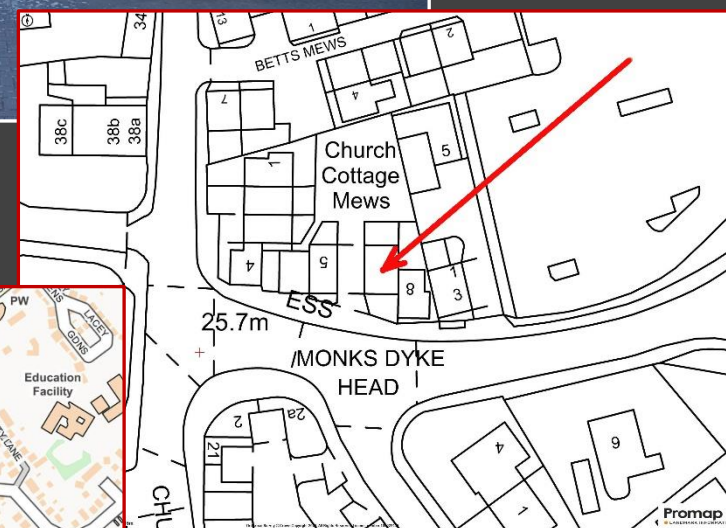 34
13
1
2
BETTS MEWS
38c
38b
38a
7
4
1
Church
Cottage
Mews
5
4
5
ESS
8
1
3
25.7m
MONKS DYKE
HEAD
2
2a
21
4
6
1
PW
LACEY
GDNS
Education
Facility
Promap